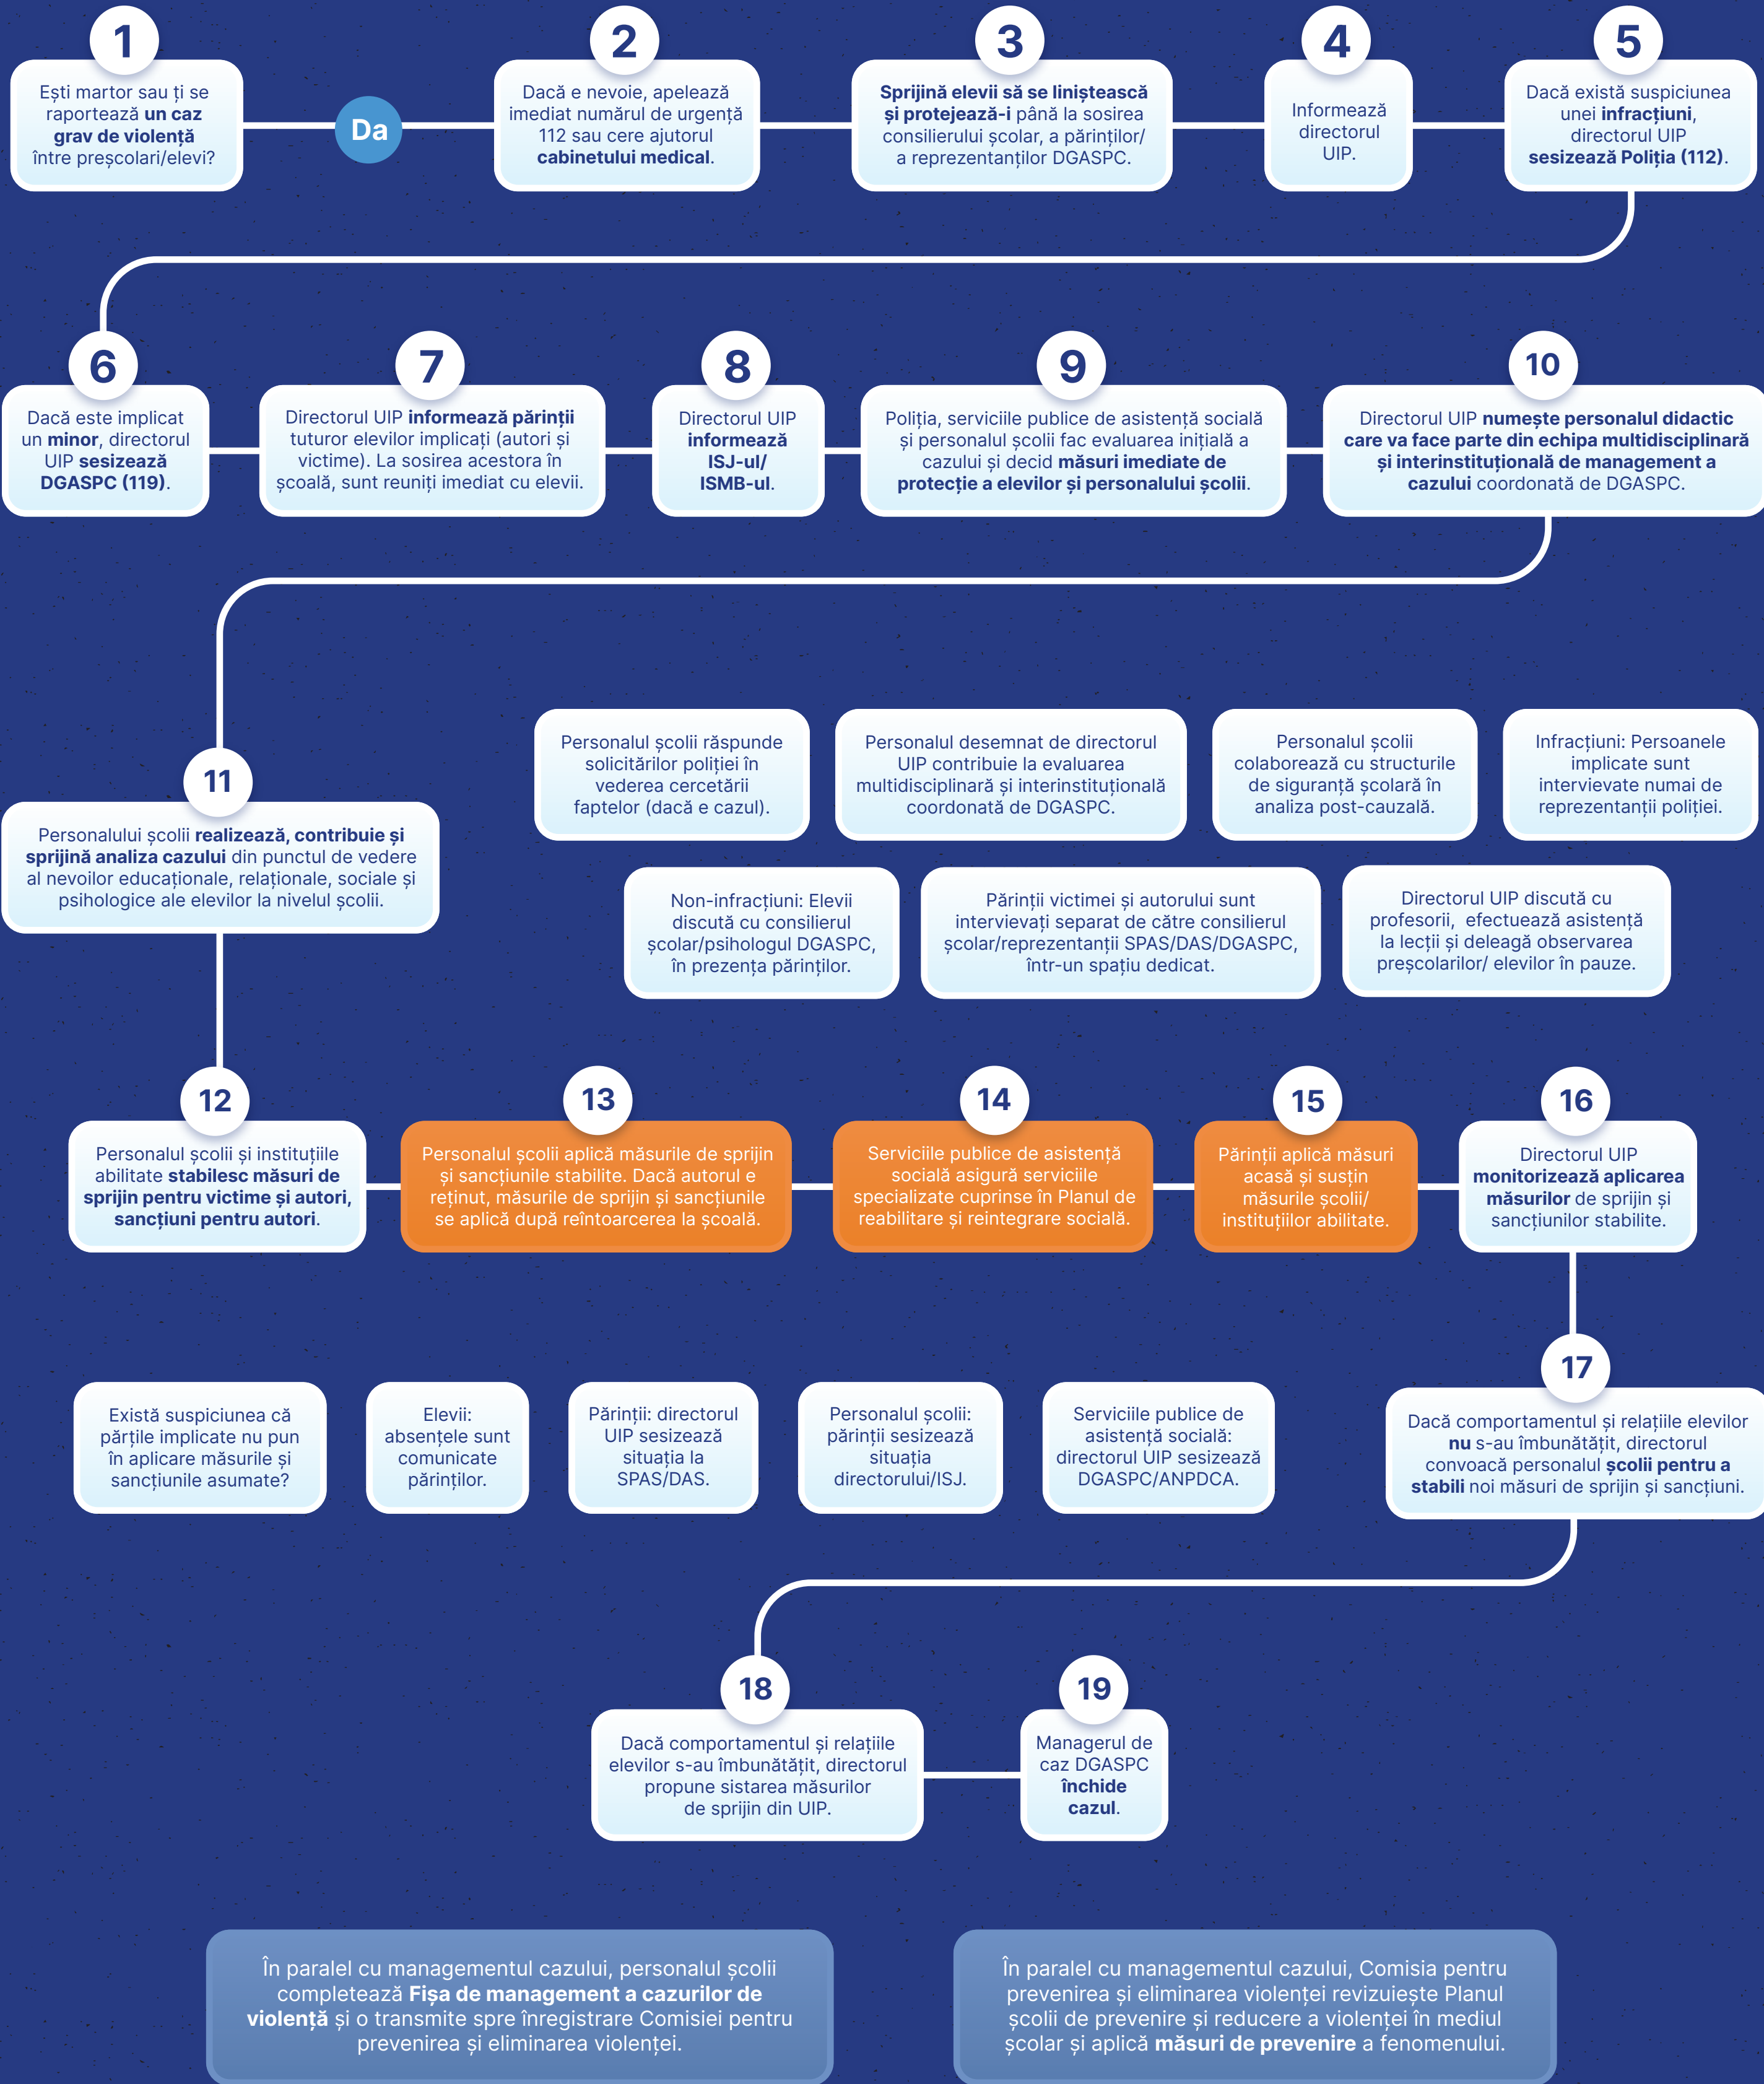 1
Ești martor sau ți se
raportează un caz
grav de violență
între preșcolari/elevi?
Da
2
Dacă e nevoie, apelează
imediat numărul de urgență
112 sau cere ajutorul
cabinetului medical.
3
Sprijină elevii să se liniștească
și protejează-i până la sosirea
consilierului școlar, a părinților/
a reprezentanților DGASPC.
4
Informează
directorul
UIP.
5
Dacă există suspiciunea
unei infracțiuni,
directorul UIP
sesizează Poliția (112).
6
Dacă este implicat
un minor, directorul
UIP sesizează
DGASPC (119).
7
Directorul UIP informează părinții
tuturor elevilor implicați (autori și
victime). La sosirea acestora în
școală, sunt reuniți imediat cu elevii.
8
Directorul UIP
informează
ISJ-ul/
ISMB-ul.
9
Poliția, serviciile publice de asistență socială
și personalul școlii fac evaluarea inițială a
cazului și decid măsuri imediate de
protecție a elevilor și personalului școlii.
10
Directorul UIP numește personalul didactic
care va face parte din echipa multidisciplinară
și interinstituțională de management a
cazului coordonată de DGASPC.
11
Personalului școlii realizează, contribuie și
sprijină analiza cazului din punctul de vedere
al nevoilor educaționale, relaționale, sociale și
psihologice ale elevilor la nivelul școlii.
Personalul școlii răspunde
solicitărilor poliției în
vederea cercetării
faptelor (dacă e cazul).
Personalul desemnat de directorul
UIP contribuie la evaluarea
multidisciplinară și interinstituțională
coordonată de DGASPC.
Personalul școlii
colaborează cu structurile
de siguranță școlară în
analiza post-cauzală.
Infracțiuni: Persoanele
implicate sunt
intervievate numai de
reprezentanții poliției.
Non-infracțiuni: Elevii
discută cu consilierul
școlar/psihologul DGASPC,
în prezența părinților.
Părinții victimei și autorului sunt
intervievați separat de către consilierul
școlar/reprezentanții SPAS/DAS/DGASPC,
într-un spațiu dedicat.
Directorul UIP discută cu
profesorii, efectuează asistență
la lecții și deleagă observarea
preșcolarilor/ elevilor în pauze.
12
Personalul școlii și instituțiile
abilitate stabilesc măsuri de
sprijin pentru victime și autori,
sancțiuni pentru autori.
13
Personalul școlii aplică măsurile de sprijin
și sancțiunile stabilite. Dacă autorul e
reținut, măsurile de sprijin și sancțiunile
se aplică după reîntoarcerea la școală.
14
Serviciile publice de asistență
socială asigură serviciile
specializate cuprinse în Planul de
reabilitare și reintegrare socială.
15
Părinții aplică măsuri
acasă și susțin
măsurile școlii/
instituțiilor abilitate.
16
Directorul UIP
monitorizează aplicarea
măsurilor de sprijin și
sancțiunilor stabilite.
17
Dacă comportamentul și relațiile elevilor
nu s-au îmbunătățit, directorul
convoacă personalul școlii pentru a
stabili noi măsuri de sprijin și sancțiuni.
Există suspiciunea că
părțile implicate nu pun
în aplicare măsurile și
sancțiunile asumate?
Elevii:
absențele sunt
comunicate
părinților.
Părinții: directorul
UIP sesizează
situația la
SPAS/DAS.
Personalul școlii:
părinții sesizează
situația
directorului/ISJ.
Serviciile publice de
asistență socială:
directorul UIP sesizează
DGASPC/ANPDCA.
18
Dacă comportamentul și relațiile
elevilor s-au îmbunătățit, directorul
propune sistarea măsurilor
de sprijin din UIP.
19
Managerul de
caz DGASPC
închide
cazul.
În paralel cu managementul cazului, personalul școlii
completează Fișa de management a cazurilor de
violență și o transmite spre înregistrare Comisiei pentru
prevenirea și eliminarea violenței.
În paralel cu managementul cazului, Comisia pentru
prevenirea și eliminarea violenței revizuiește Planul
școlii de prevenire și reducere a violenței în mediul
școlar și aplică măsuri de prevenire a fenomenului.